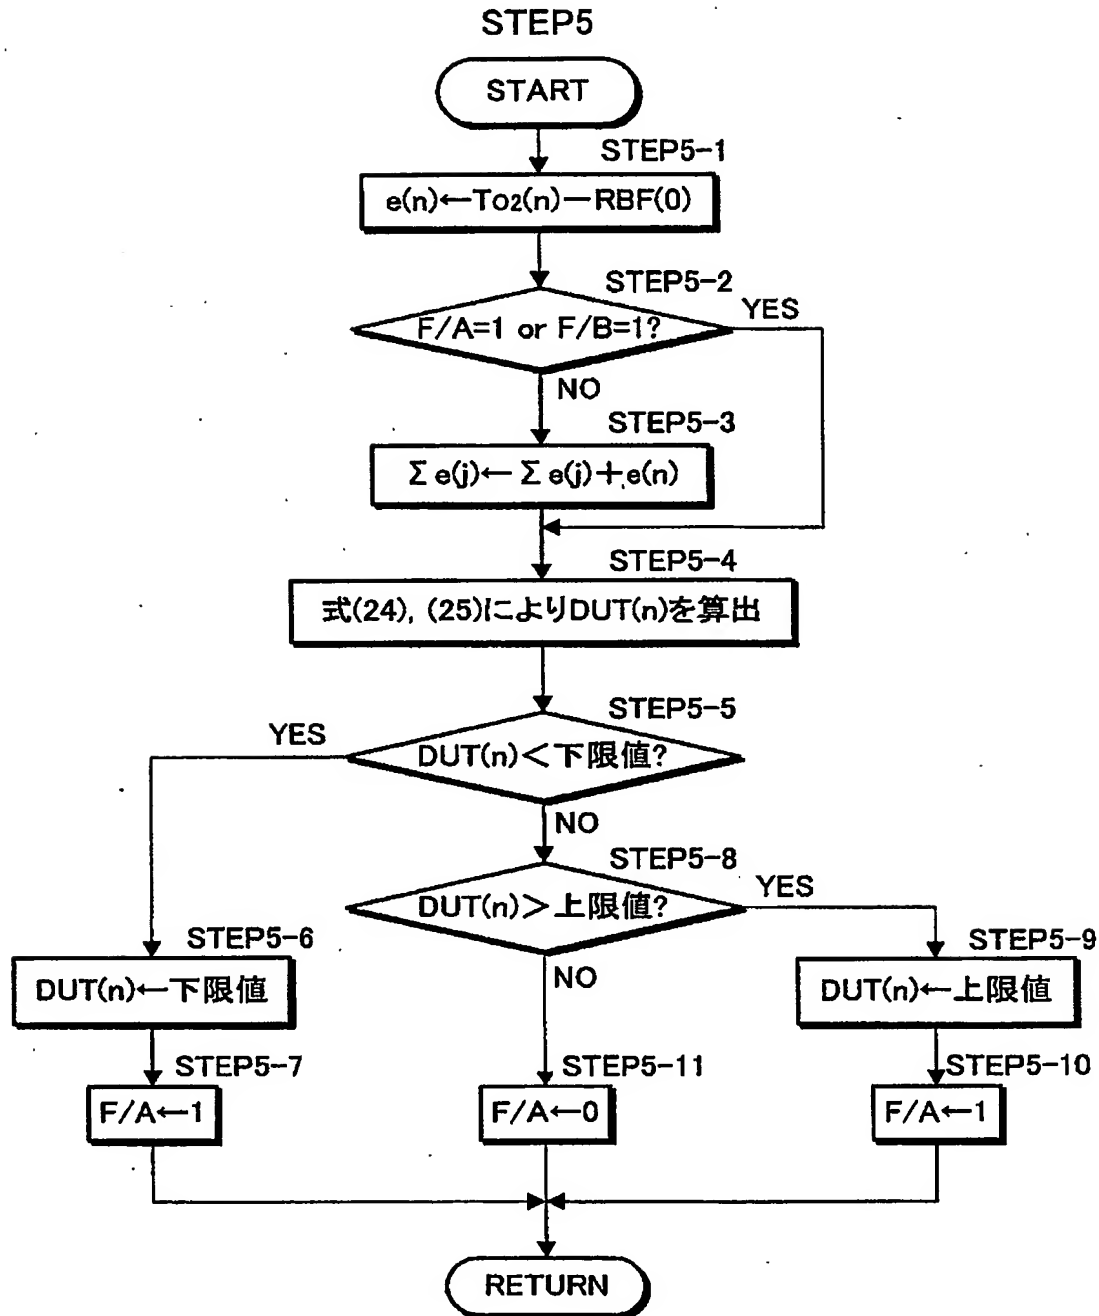 STEP5
START
STEP5-1
e(n)←To2(n)−RBF(0)
STEP5-2
F/A=1 or F/B=1?
YES
NO
STEP5-3
Σe(j)←Σe(j)+e(n)
STEP5-4
式(24), (25)によりDUT(n)を算出
STEP5-5
YES
DUT(n)<下限値?
NO
STEP5-8
YES
DUT(n)>上限値?
NO
STEP5-6
DUT(n)←下限値
STEP5-9
DUT(n)←上限値
STEP5-7
F/A←1
STEP5-11
F/A←0
STEP5-10
F/A←1
RETURN